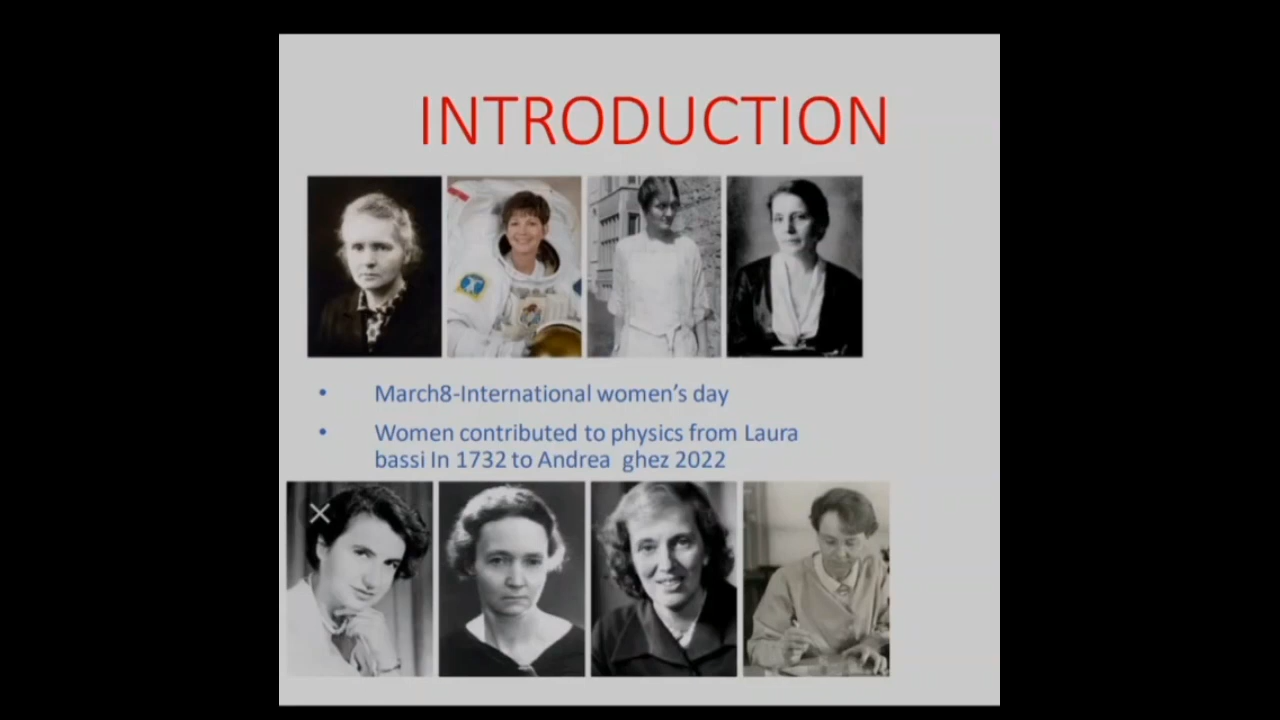 INTRODUCTION
• March8-International women's day
• Women contributed to physics from Laura
bassi In 1732 to Andrea ghez 2022